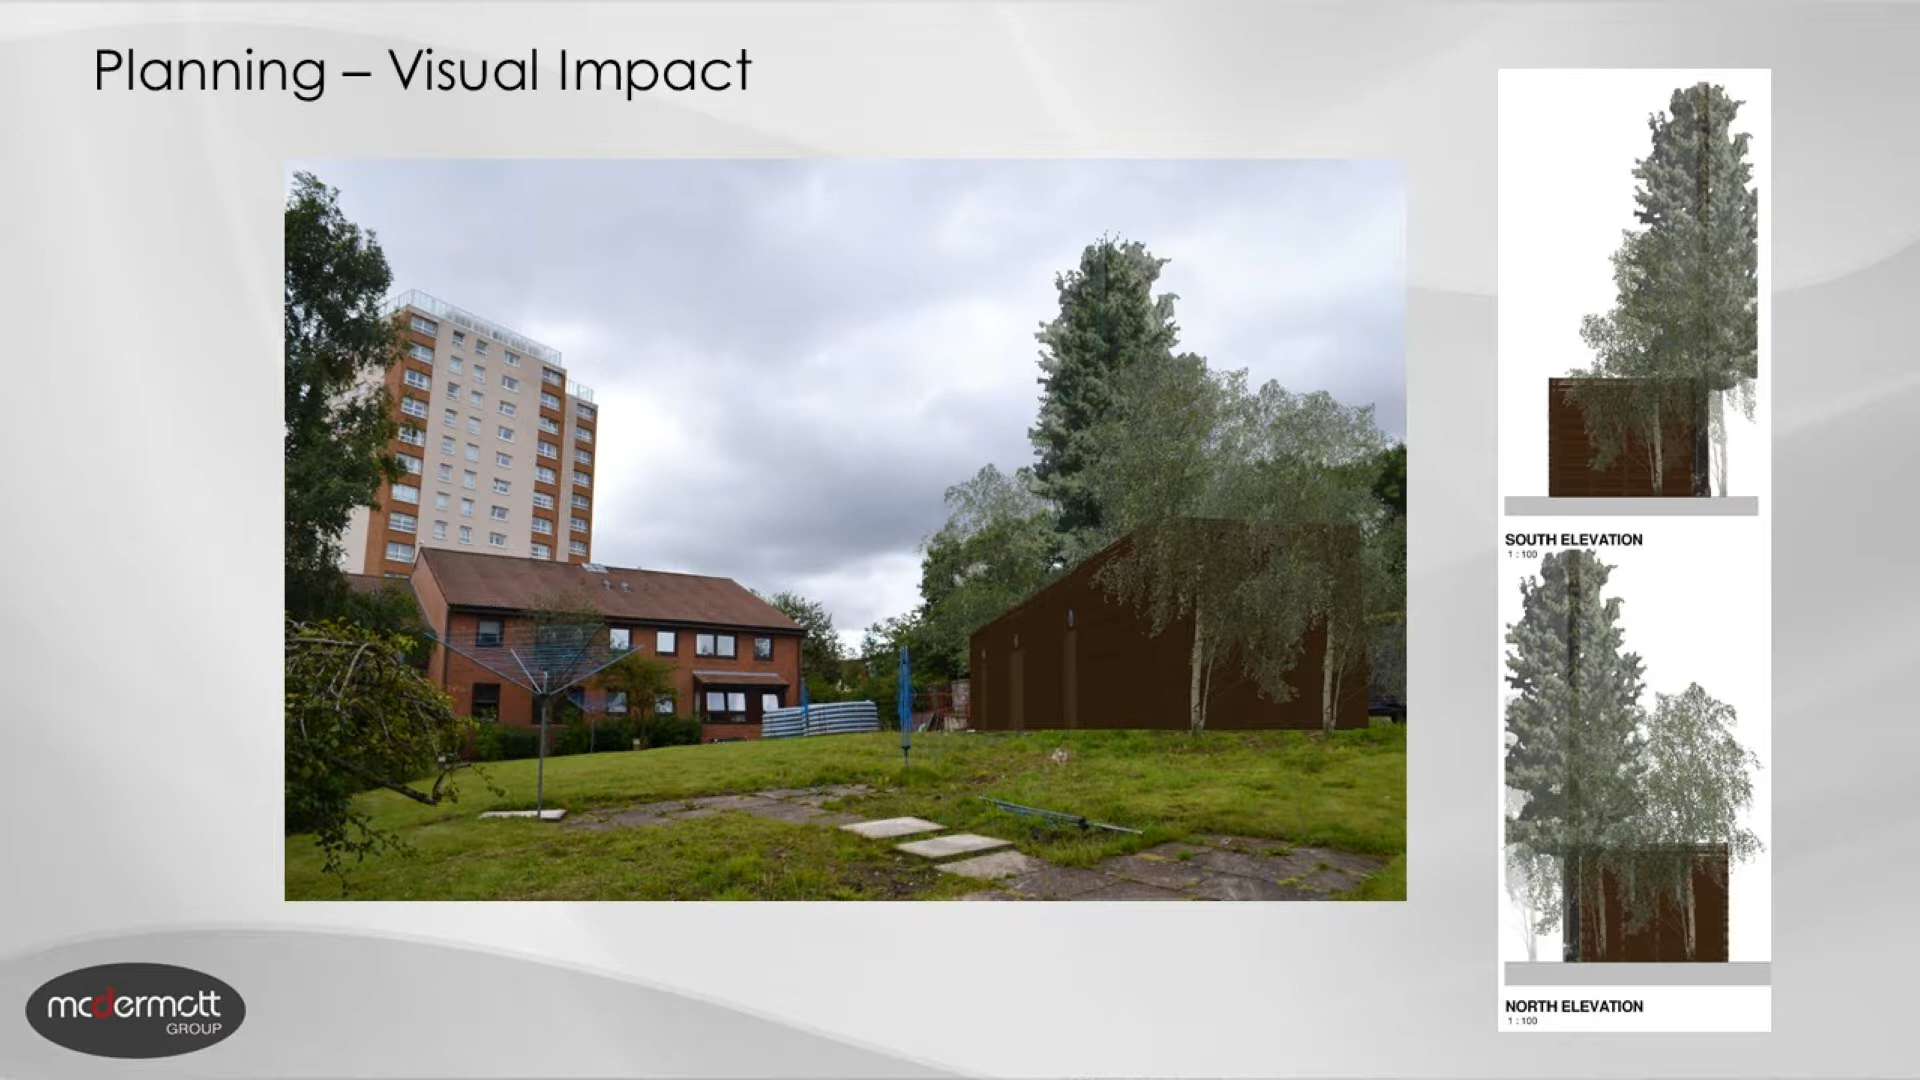 Planning – Visual Impact
SOUTH ELEVATION
1 : 100
NORTH ELEVATION
1 : 100
mcdermott
GROUP